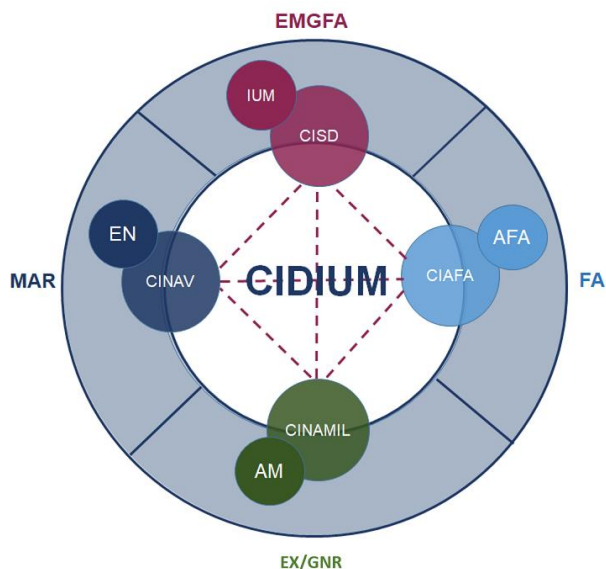 EMGFA
IUM
CISD
EN
AFA
MAR
CINAV
CIDIUM
CIAFA
FA
CINAMIL
AM
EX/GNR